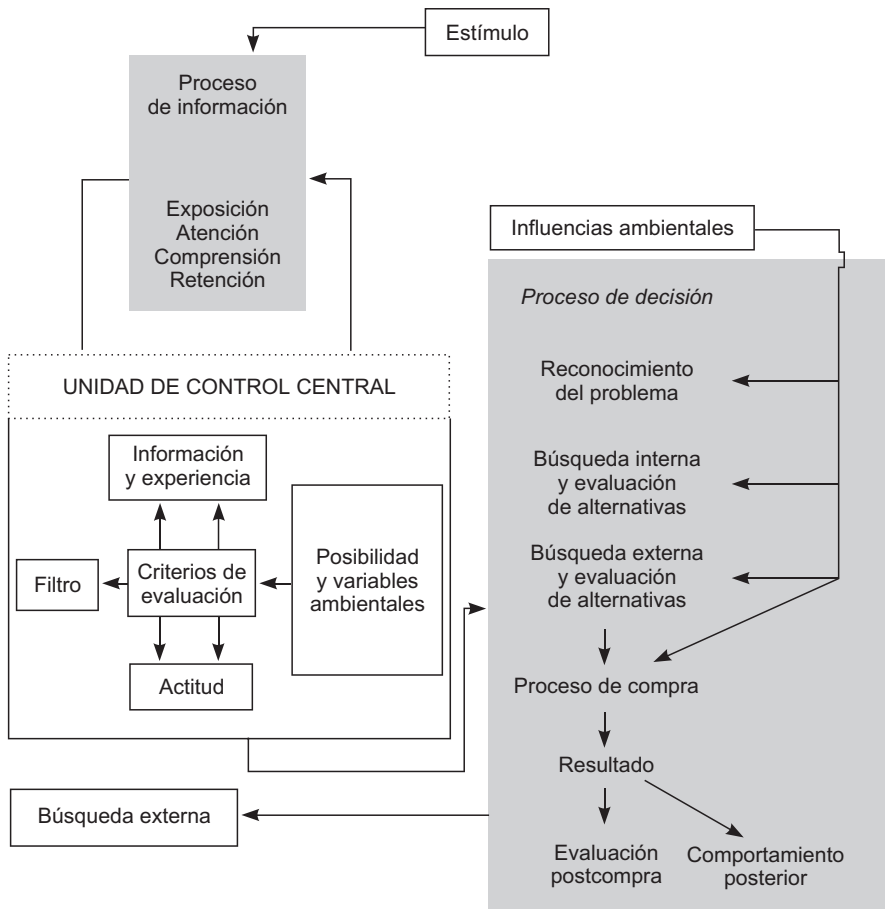 Estímulo
Proceso
de información
Exposición
Atención
Comprensión
Retención
UNIDAD DE CONTROL CENTRAL
Información
y experiencia
Filtro
Criterios de
evaluación
Posibilidad
y variables
ambientales
Actitud
Búsqueda externa
Influencias ambientales
Proceso de decisión
Reconocimiento
del problema
Búsqueda interna
y evaluación
de alternativas
Búsqueda externa
y evaluación
de alternativas
Proceso de compra
Resultado
Evaluación
postcompra
Comportamiento
posterior